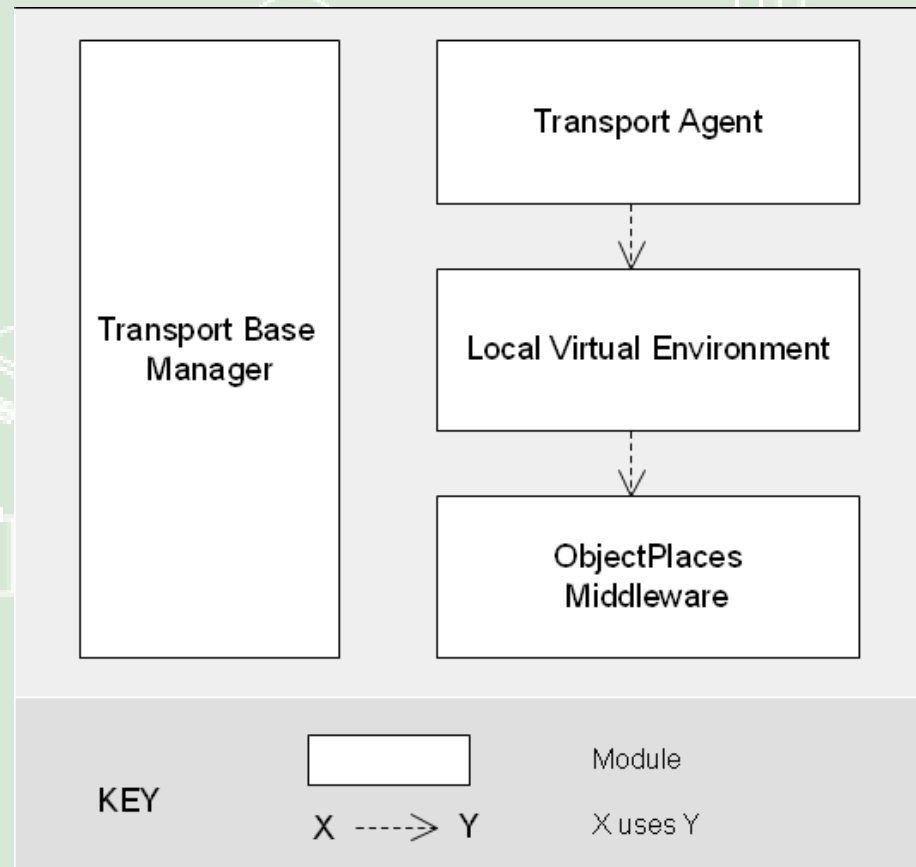 Transport Base
Manager
Transport Agent
Local Virtual Environment
ObjectPlaces
Middleware
KEY
Module
X Y
X uses Y